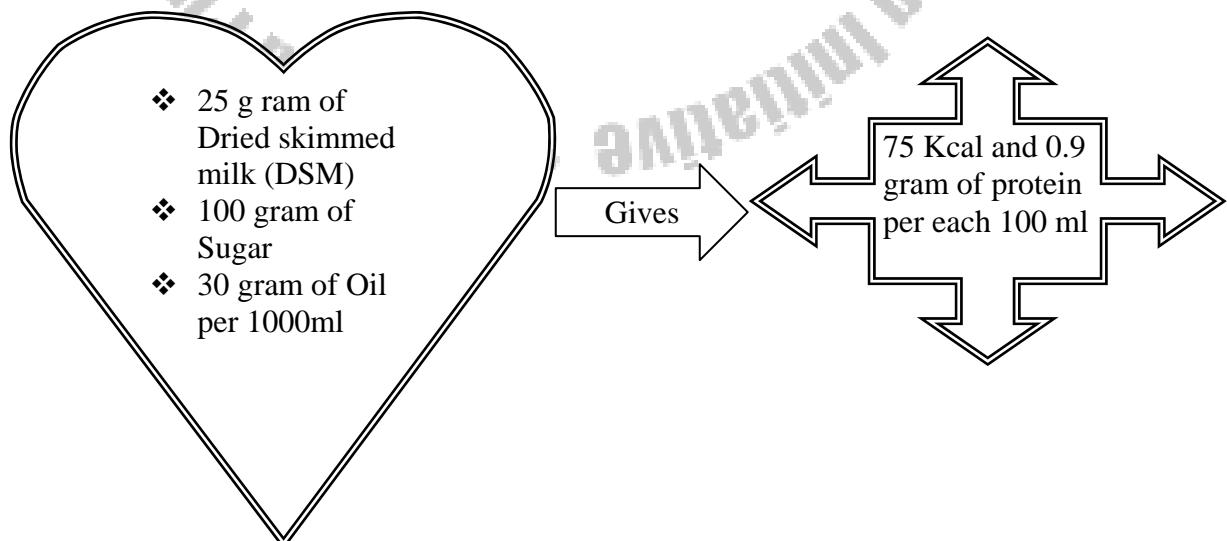 ❖ 25 g ram of
Dried skimmed
milk (DSM)
❖ 100 gram of
Sugar
❖ 30 gram of Oil
per 1000ml
Gives
75 Kcal and 0.9
gram of protein
per each 100 ml
Initiative